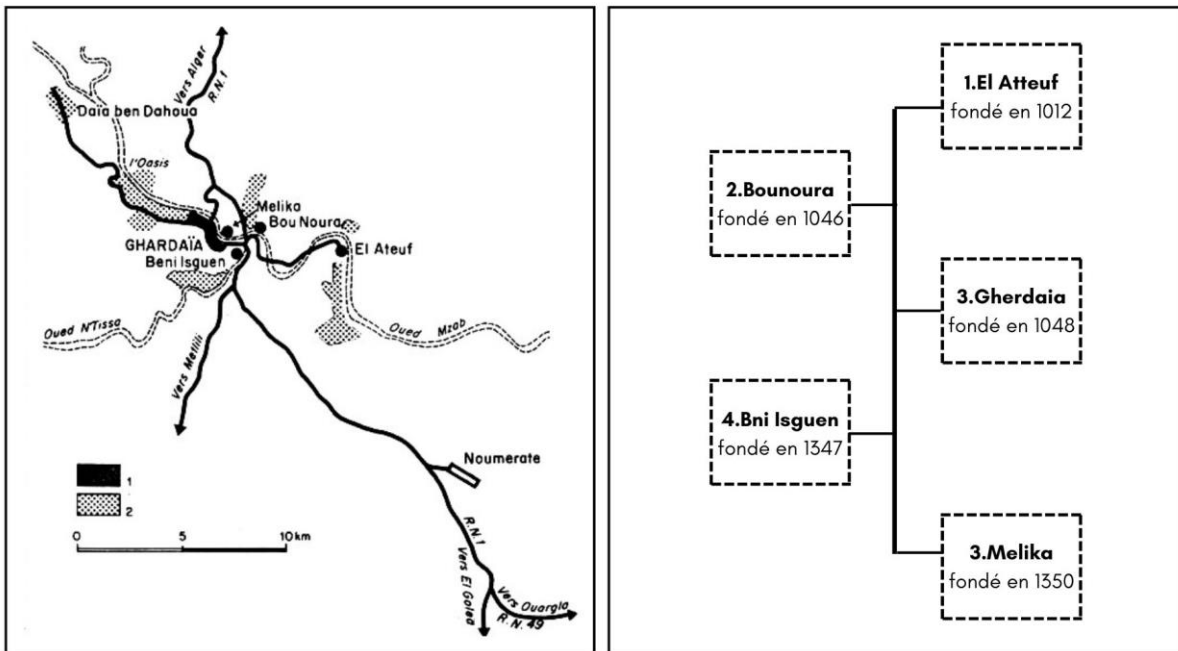 Vers Alger
R.N.1
Daïa ben Dahoua
l'Oasis
Melika
Bou Noura
GHARDAÏA
Beni Isguen
El Ateuf
Oued N'Tissa
Oued Mzab
Vers Metlili
Noumerate
1
2
0 5 10 km
R.N.1
Vers El Golea
Vers Ouargla
R.N.49
1.El Atteuf
fondé en 1012
2.Bounoura
fondé en 1046
3.Gherdaia
fondé en 1048
4.Bni Isguen
fondé en 1347
3.Melika
fondé en 1350